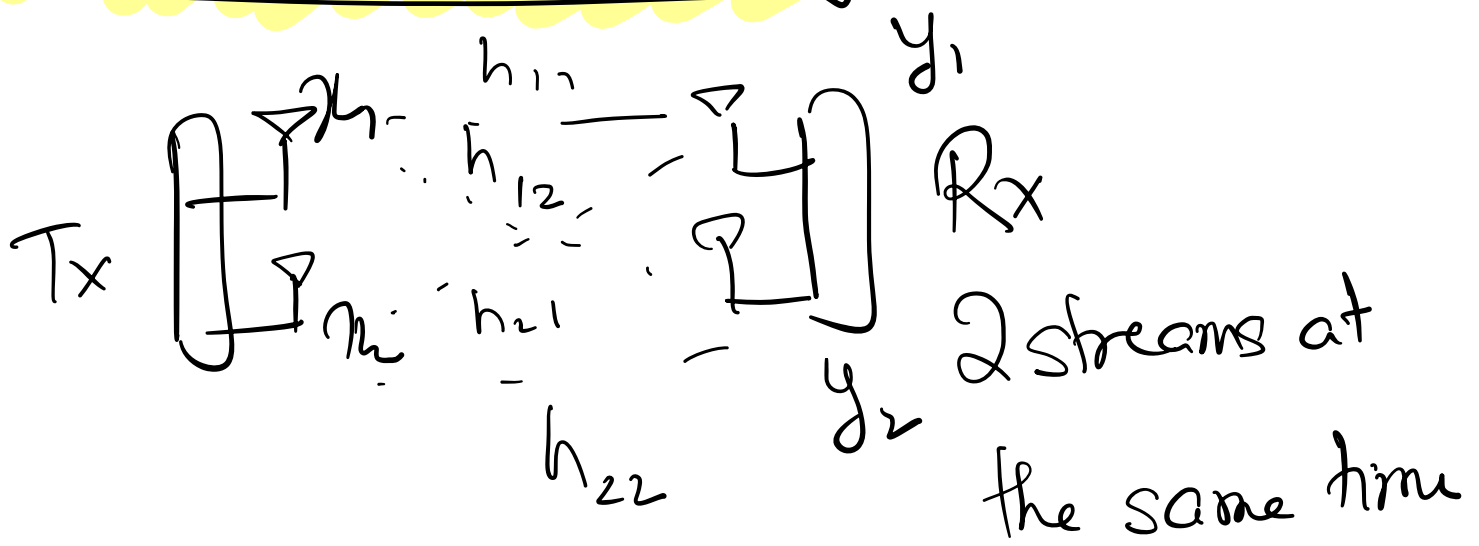 y1
h11
x1
h12
Tx
Rx
h21
x2
2 streams at
y2
the same time
h22